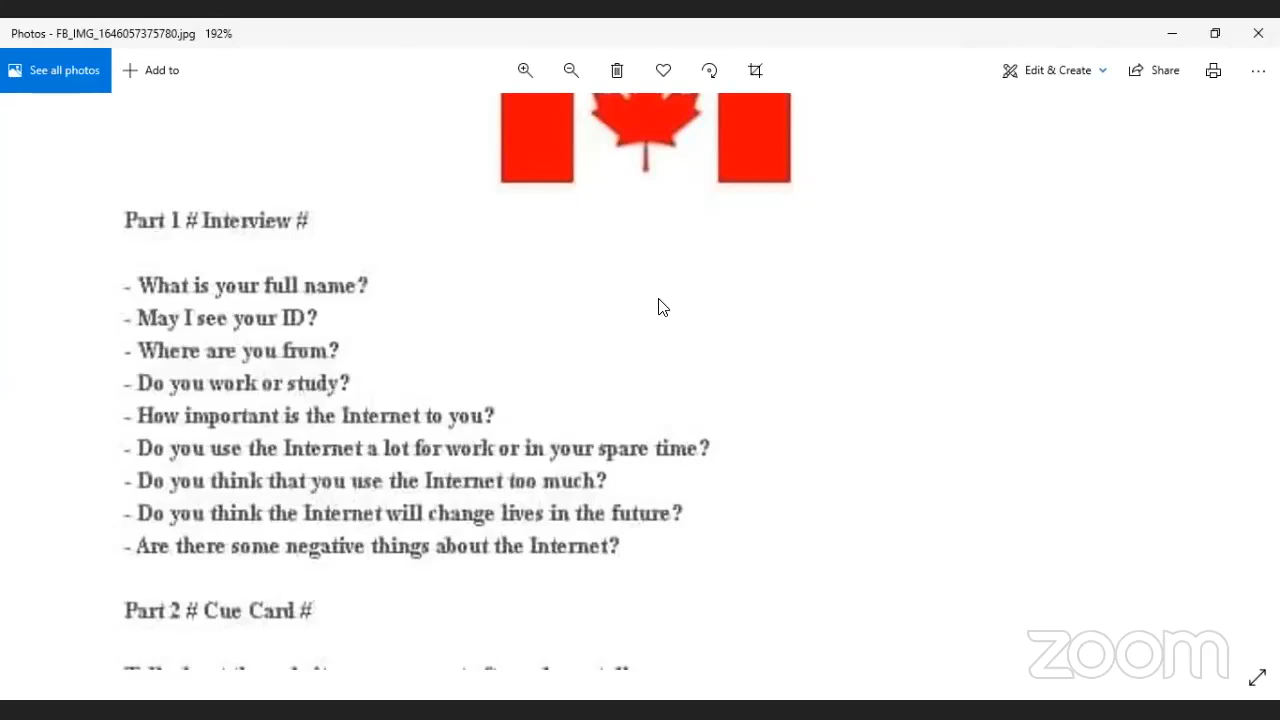 Photos - FB_IMG_1646057375780.jpg 192%
See all photos Add to Edit & Create Share
Part 1 # Interview #
- What is your full name?
- May I see your ID?
- Where are you from?
- Do you work or study?
- How important is the Internet to you?
- Do you use the Internet a lot for work or in your spare time?
- Do you think that you use the Internet too much?
- Do you think the Internet will change lives in the future?
- Are there some negative things about the Internet?
Part 2 # Cue Card #
zoom